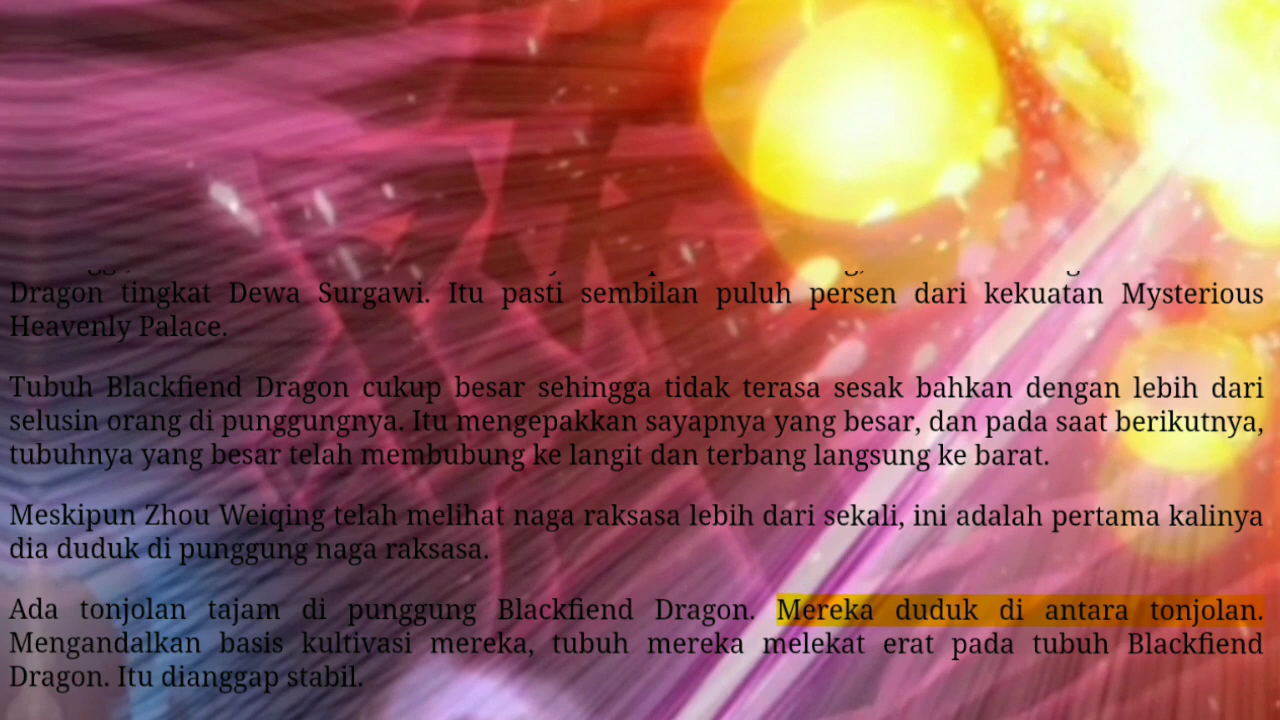 Dragon tingkat Dewa Surgawi. Itu pasti sembilan puluh persen dari kekuatan Mysterious
Heavenly Palace.
Tubuh Blackfiend Dragon cukup besar sehingga tidak terasa sesak bahkan dengan lebih dari
selusin orang di punggungnya. Itu mengepakkan sayapnya yang besar, dan pada saat berikutnya,
tubuhnya yang besar telah membubung ke langit dan terbang langsung ke barat.
Meskipun Zhou Weiqing telah melihat naga raksasa lebih dari sekali, ini adalah pertama kalinya
dia duduk di punggung naga raksasa.
Ada tonjolan tajam di punggung Blackfiend Dragon. Mereka duduk di antara tonjolan.
Mengandalkan basis kultivasi mereka, tubuh mereka melekat erat pada tubuh Blackfiend
Dragon. Itu dianggap stabil.